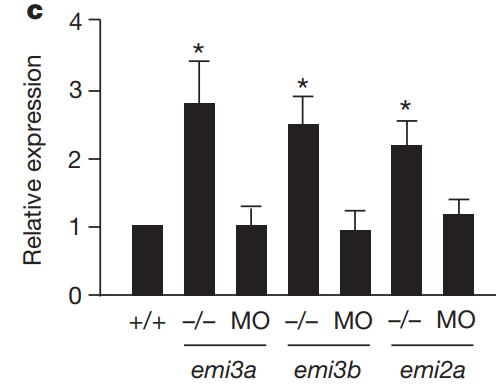 c
Relative expression
4
3
2
1
0
* * *
+/+ –/– MO –/– MO –/– MO
emi3a emi3b emi2a